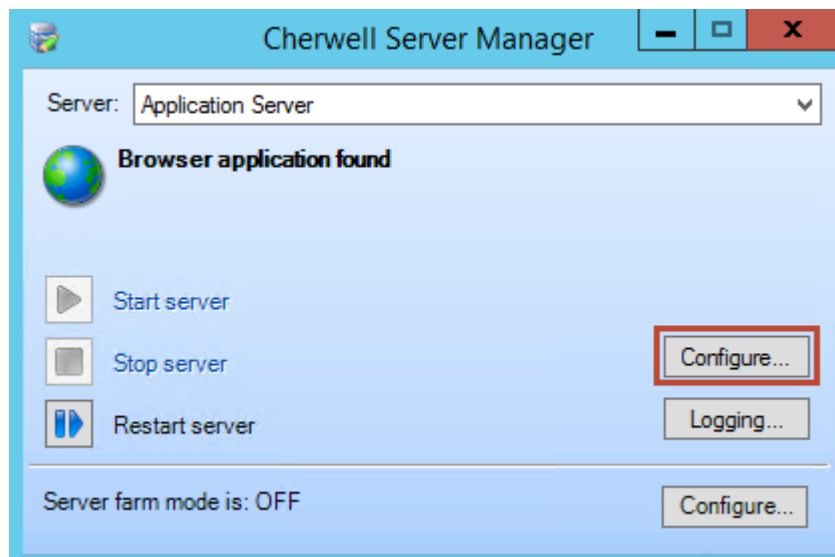 Cherwell Server Manager
Server: Application Server
Browser application found
Start server
Stop server
Configure...
Restart server
Logging...
Server farm mode is: OFF
Configure...